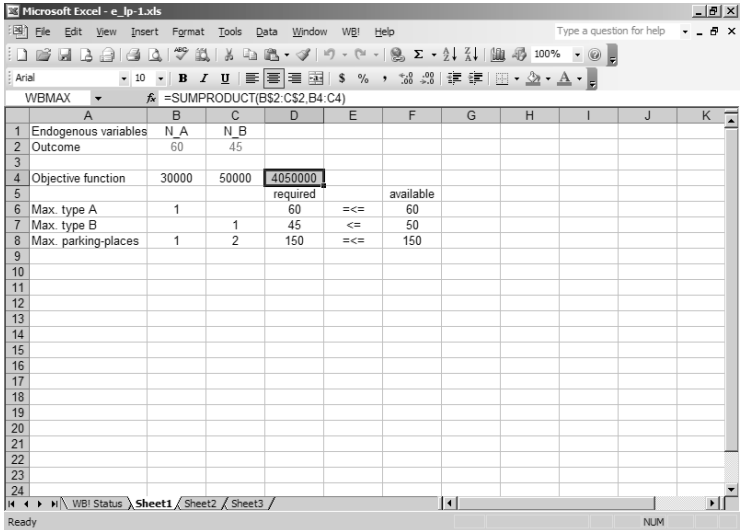 Microsoft Excel - e_lp-1.xls
File Edit View Insert Format Tools Data Window WB! Help Type a question for help
100%
Arial 10 B I U $ % ,
WBMAX fx =SUMPRODUCT(B$2:C$2,B4:C4)
A B C D E F G H I J K
1 Endogenous variables N_A N_B
2 Outcome 60 45
3
4 Objective function 30000 50000 4050000
5 required available
6 Max. type A 1 60 =<= 60
7 Max. type B 1 45 <= 50
8 Max. parking-places 1 2 150 =<= 150
9
10
11
12
13
14
15
16
17
18
19
20
21
22
23
24
WB! Status Sheet1 Sheet2 Sheet3
Ready NUM